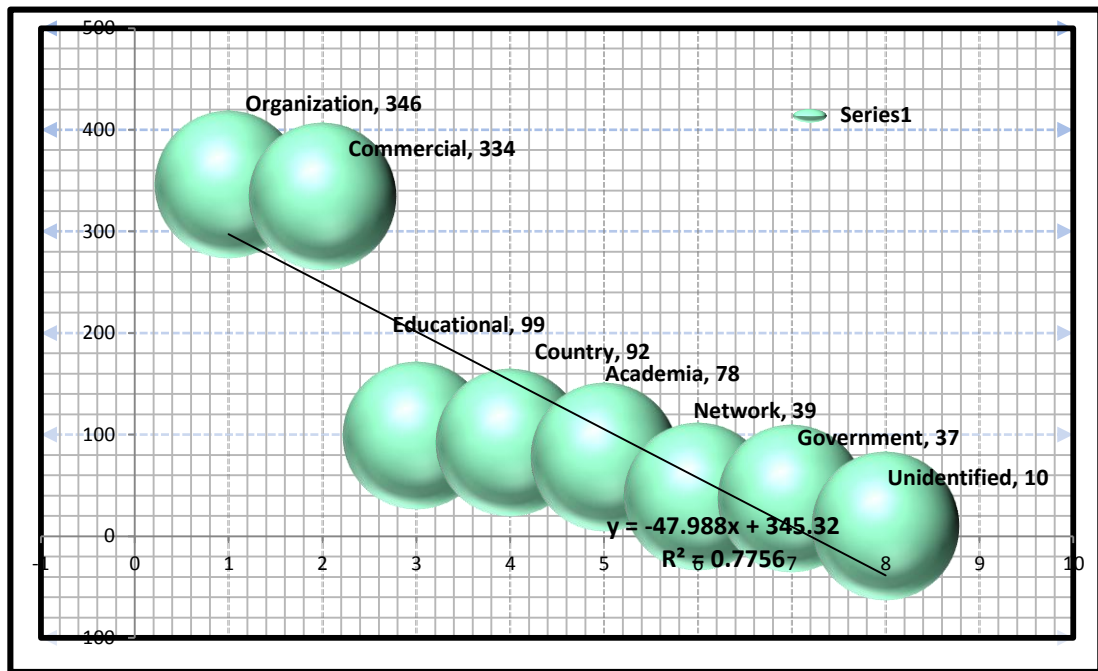 500
Organization, 346
Series1
400
Commercial, 334
300
200
Educational, 99
Country, 92
Academia, 78
Network, 39
100
Government, 37
Unidentified, 10
y = -47.988x + 345.32
0
R² = 0.7756
-1 0 1 2 3 4 5 6 7 8 9 10
100